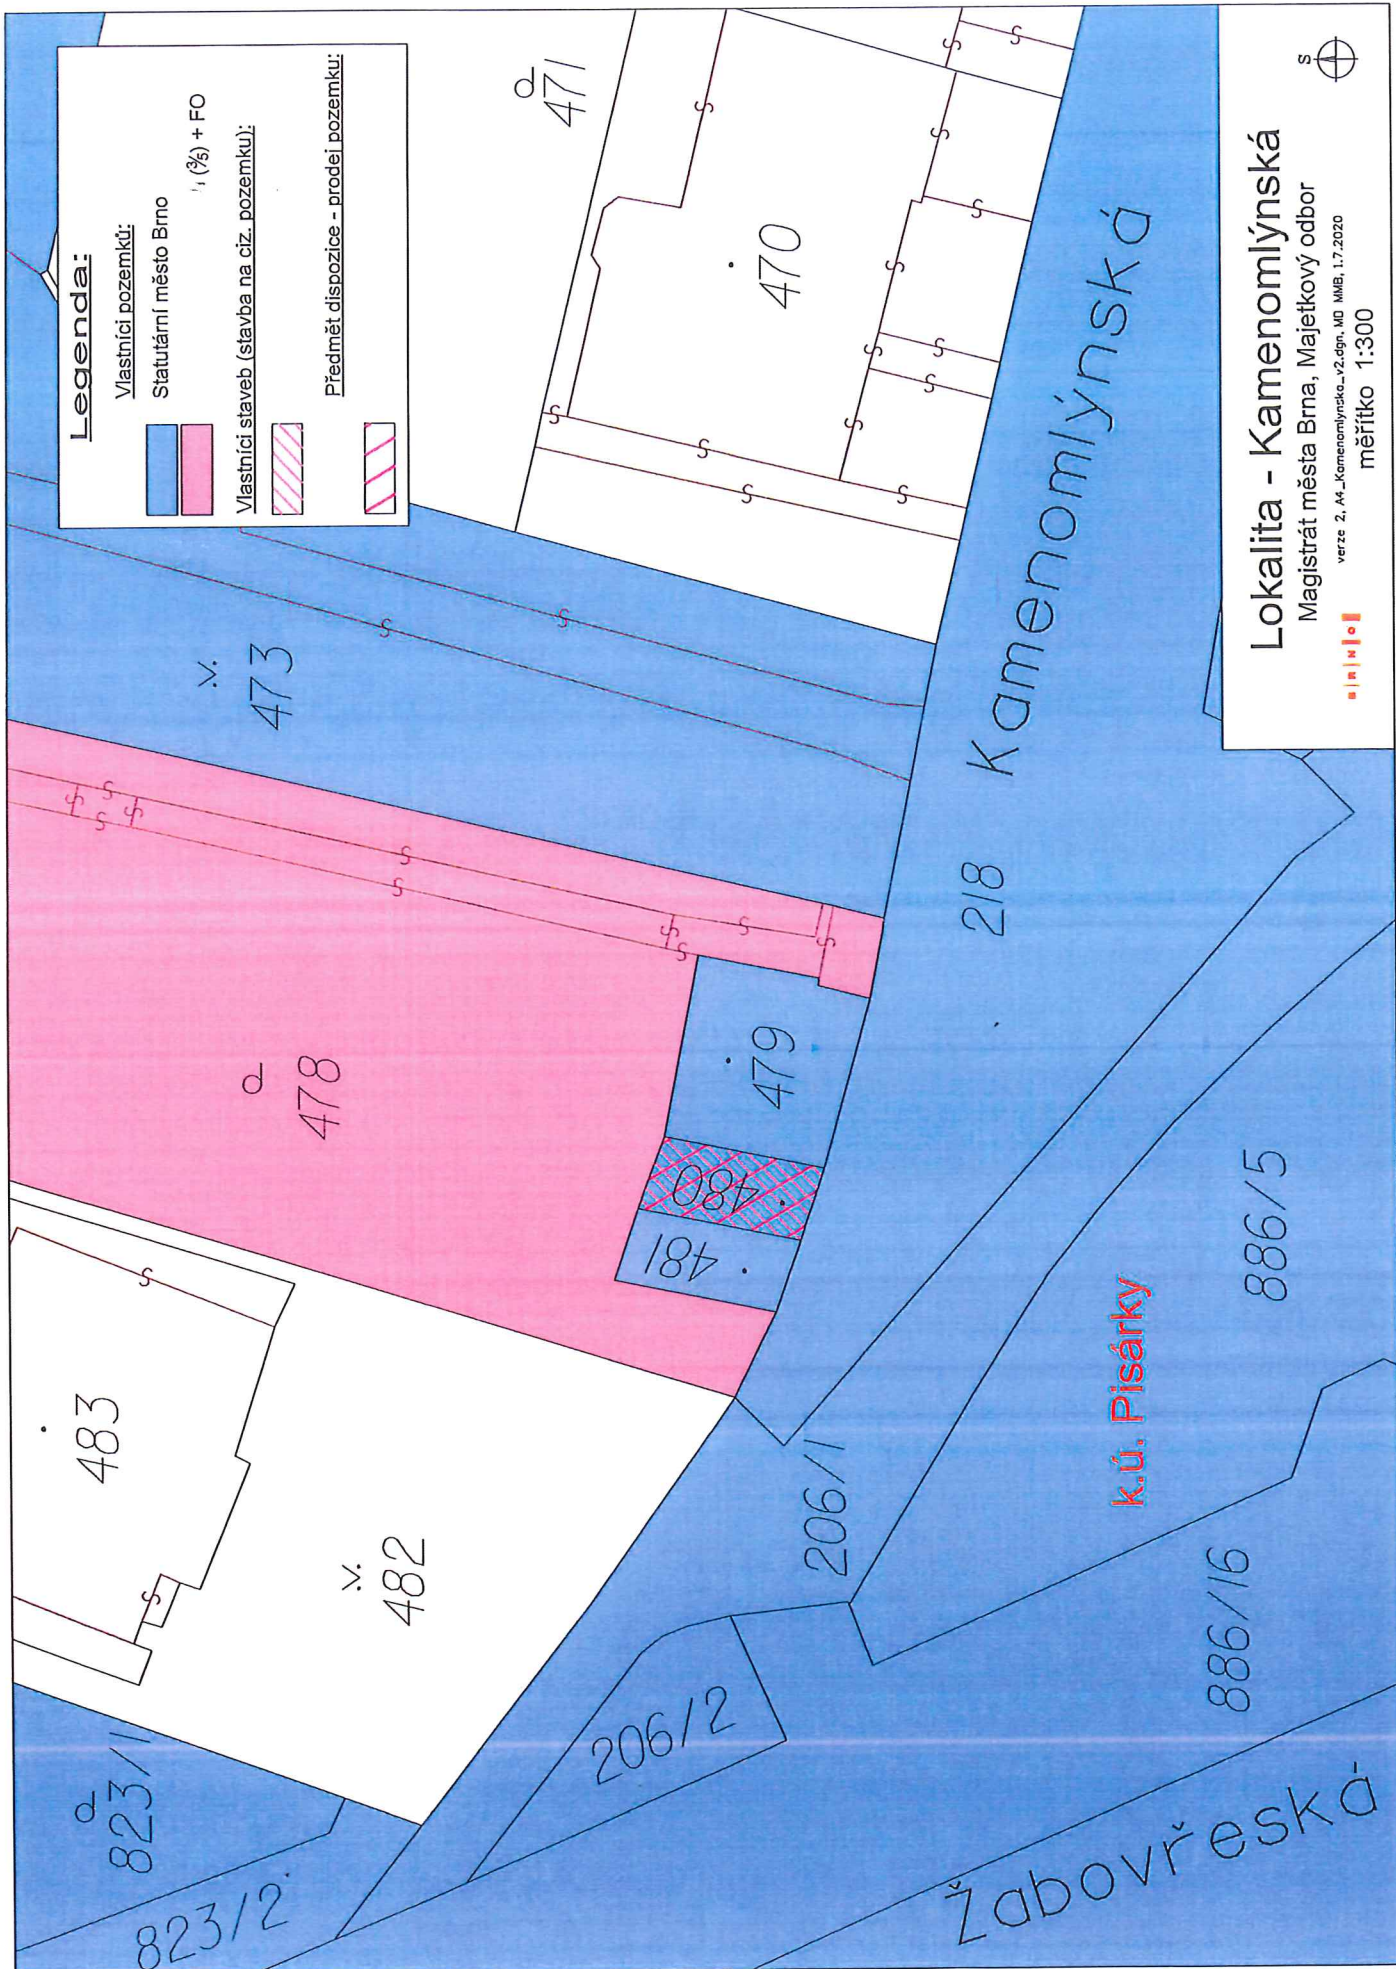 Legenda:
Vlastníci pozemků:
Statutární město Brno
(3/5) + FO
Vlastníci staveb (stavba na ciz. pozemku):
Předmět dispozice - prodej pozemku:
471
470
473
478
479
480
481
483
482
823/1
823/2
206/2
206/1
218
Kamenomlýnská
886/5
886/16
k.ú. Pisárky
Žabovřeská
Lokalita - Kamenomlýnská
Magistrát města Brna, Majetkový odbor
verze 2, A4_Kamenomlynska_v2.dgn, MD MMB, 1.7.2020
měřítko 1:300
B|R|N|O
S